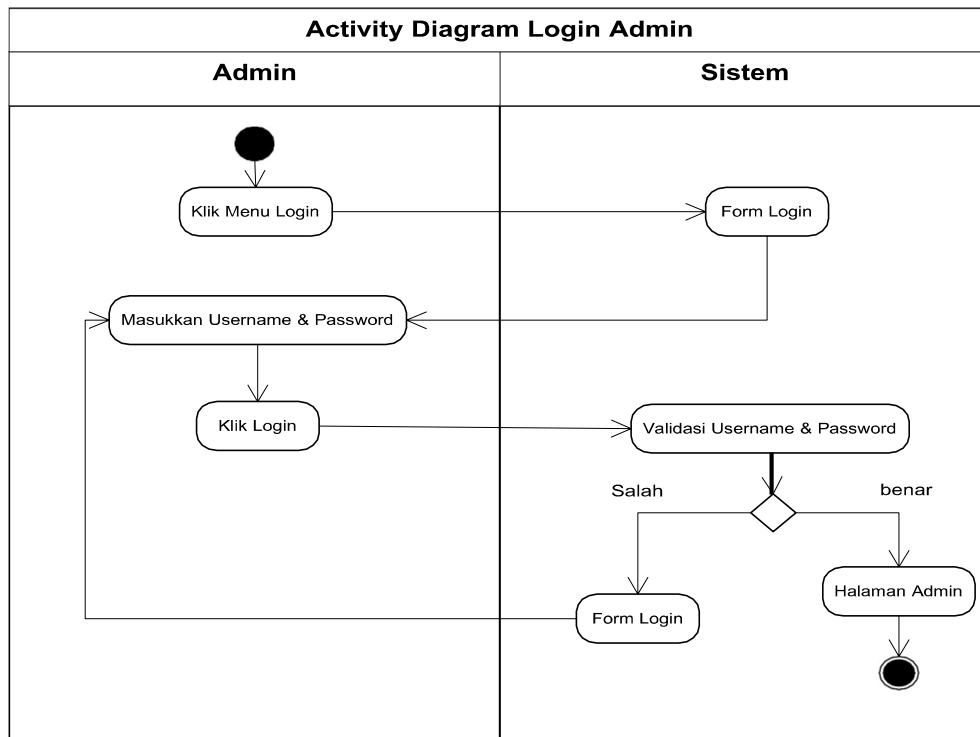 Activity Diagram Login Admin
Admin
Sistem
Klik Menu Login
Form Login
Masukkan Username & Password
Klik Login
Validasi Username & Password
Salah
benar
Halaman Admin
Form Login